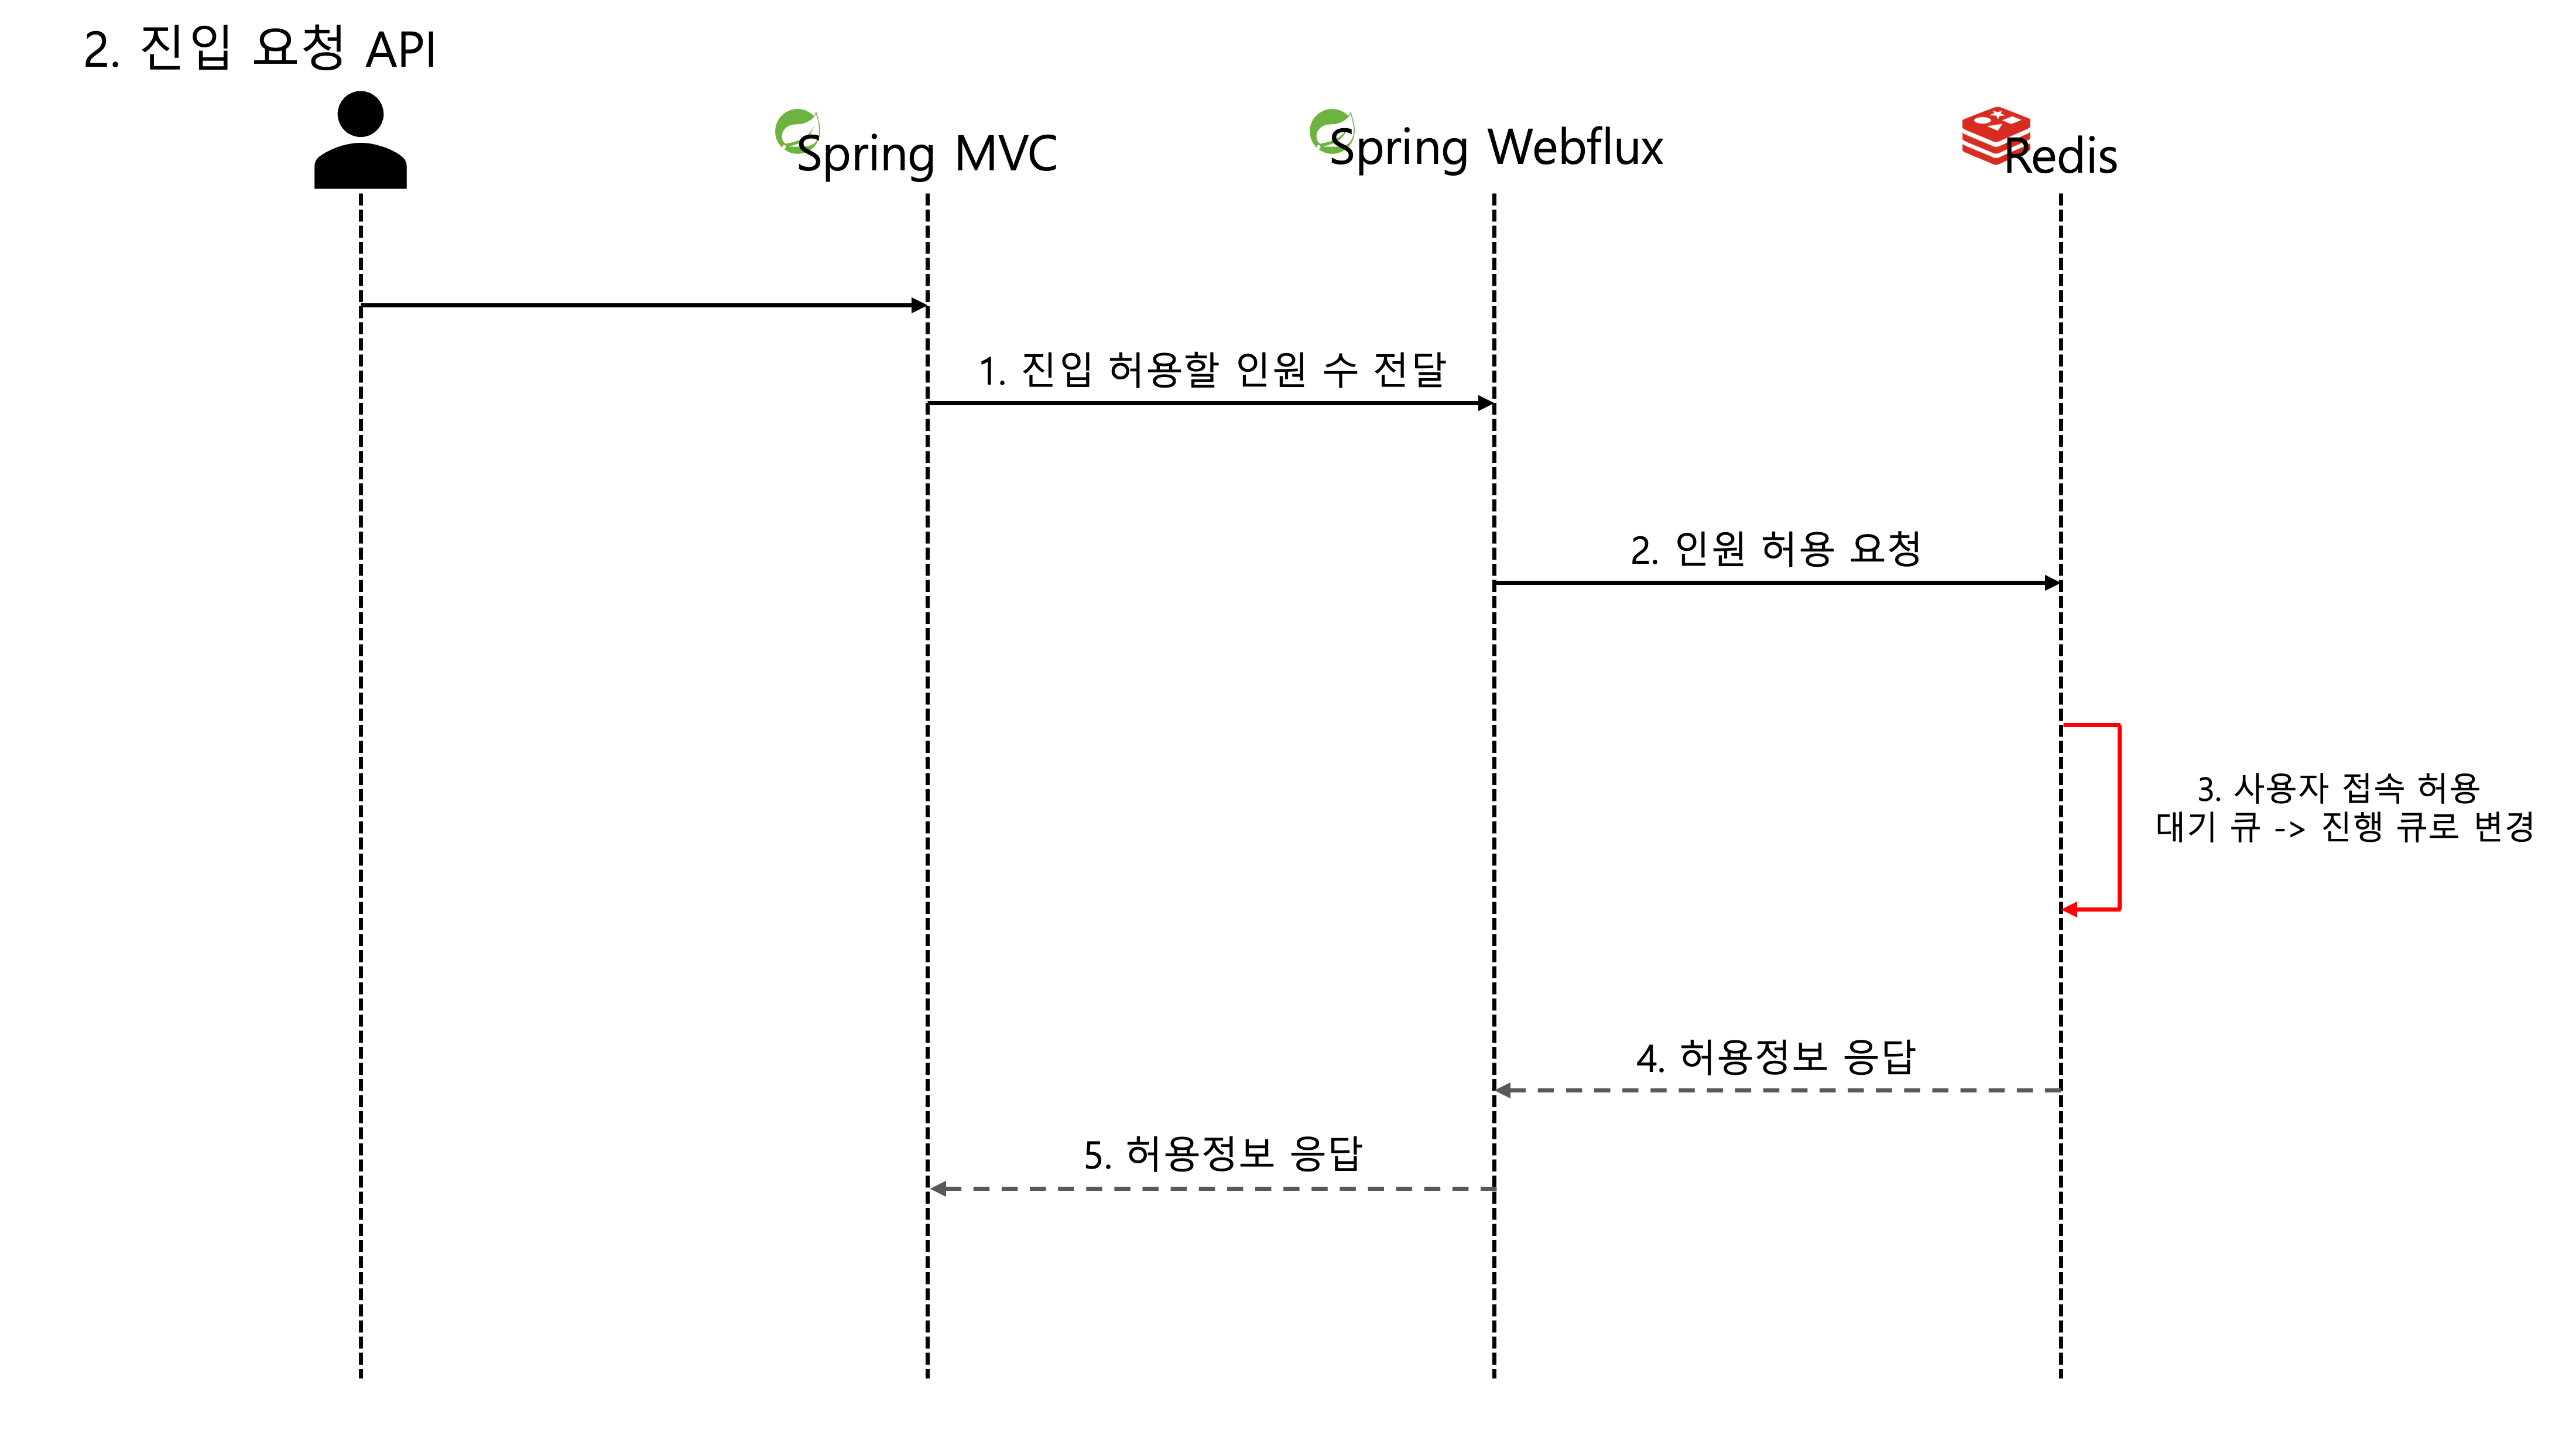 2. 진입 요청 API
Spring MVC
Spring Webflux
Redis
1. 진입 허용할 인원 수 전달
2. 인원 허용 요청
3. 사용자 접속 허용
대기 큐 -> 진행 큐로 변경
4. 허용정보 응답
5. 허용정보 응답